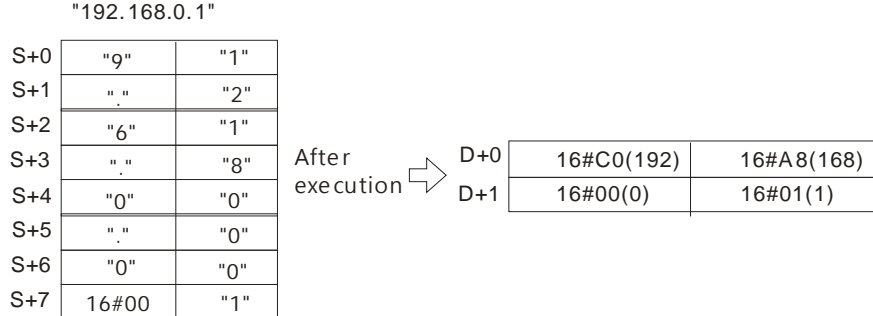 "192.168.0.1"
S+0 "9" "1"
S+1 "." "2"
S+2 "6" "1"
S+3 "." "8"
S+4 "0" "0"
S+5 "." "0"
S+6 "0" "0"
S+7 16#00 "1"
After
execution
D+0 16#C0(192) 16#A8(168)
D+1 16#00(0) 16#01(1)